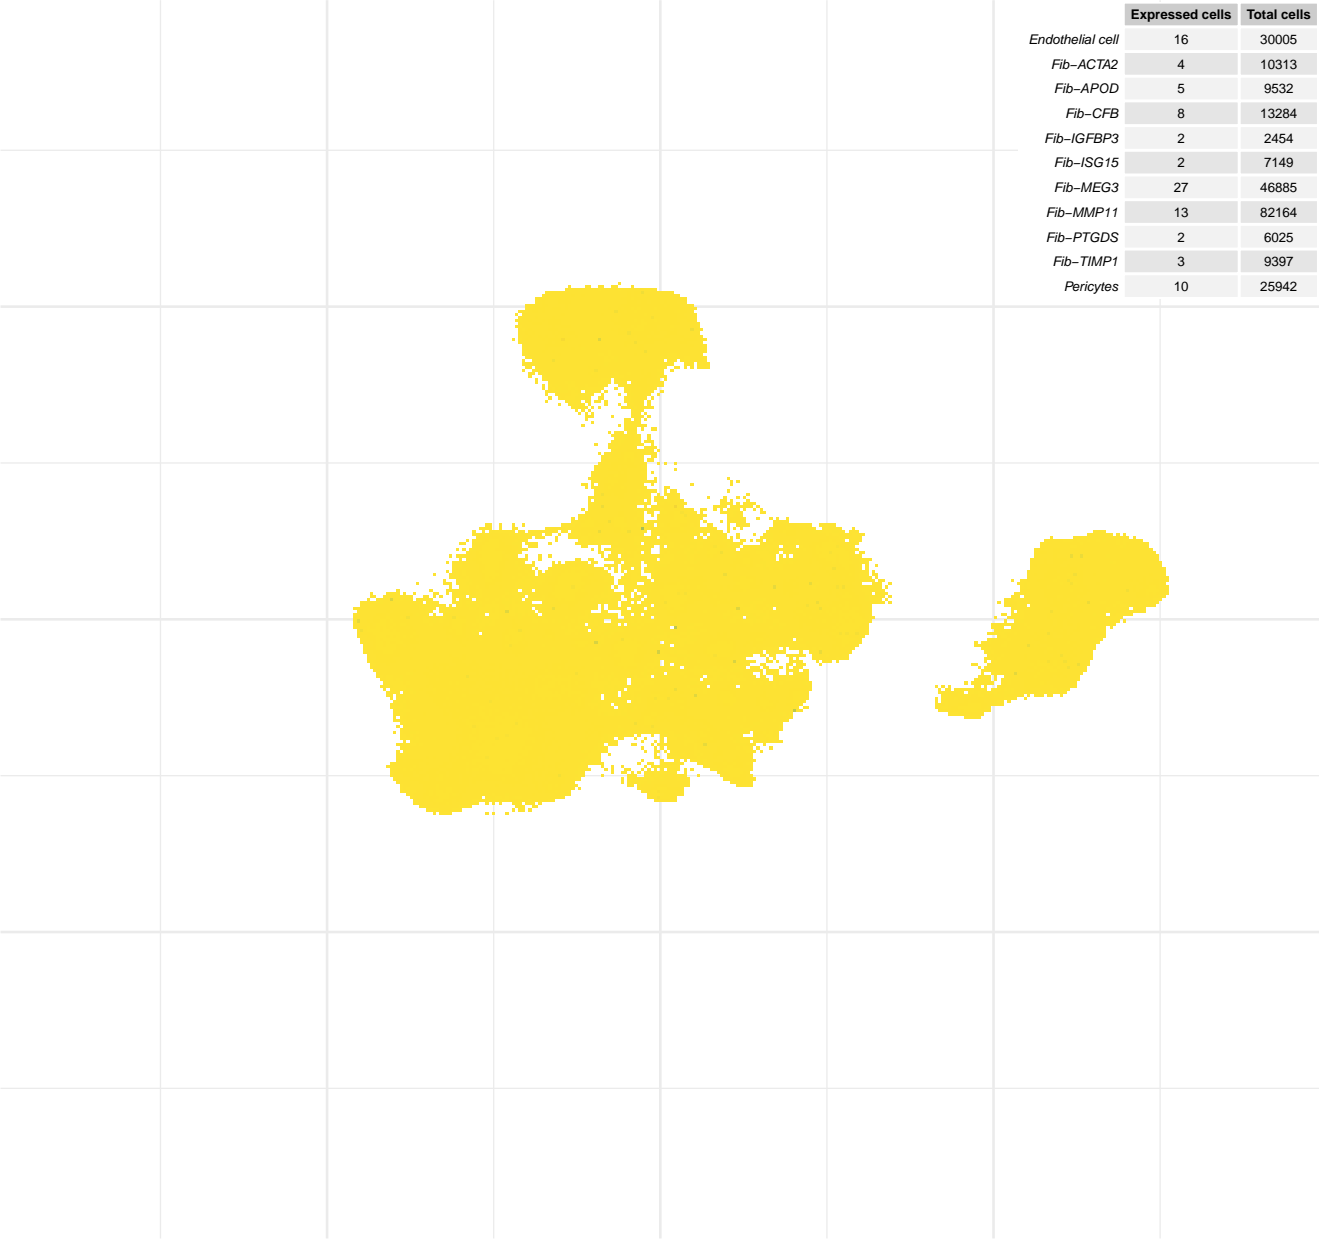 Expressed cells Total cells
Endothelial cell 16 30005
Fib−ACTA2 4 10313
Fib−APOD 5 9532
Fib−CFB 8 13284
Fib−IGFBP3 2 2454
Fib−ISG15 2 7149
Fib−MEG3 27 46885
Fib−MMP11 13 82164
Fib−PTGDS 2 6025
Fib−TIMP1 3 9397
Pericytes 10 25942